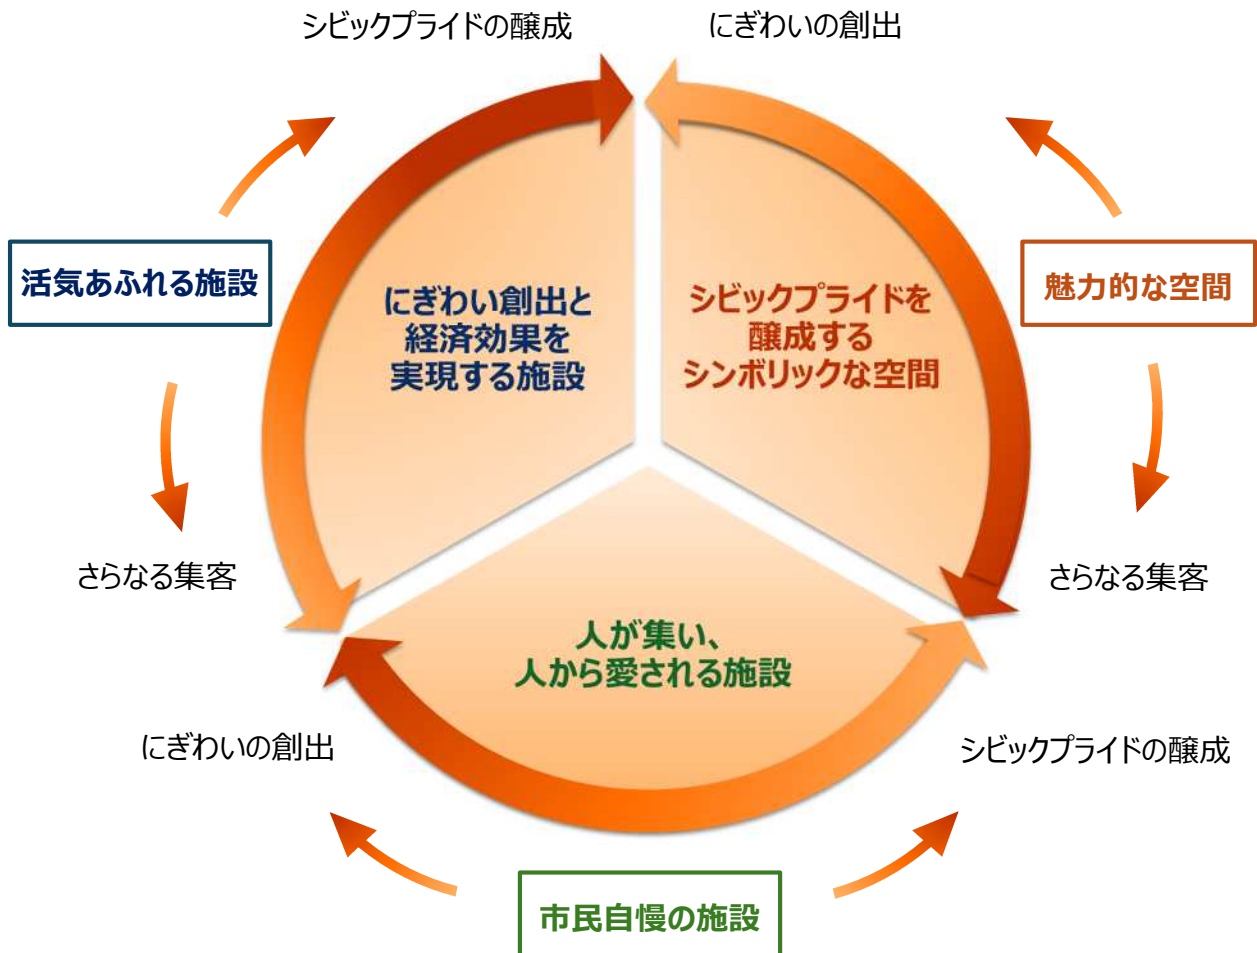 シビックプライドの醸成
にぎわいの創出
活気あふれる施設
魅力的な空間
にぎわい創出と
経済効果を
実現する施設
シビックプライドを
醸成する
シンボリックな空間
さらなる集客
さらなる集客
人が集い、
人から愛される施設
にぎわいの創出
シビックプライドの醸成
市民自慢の施設